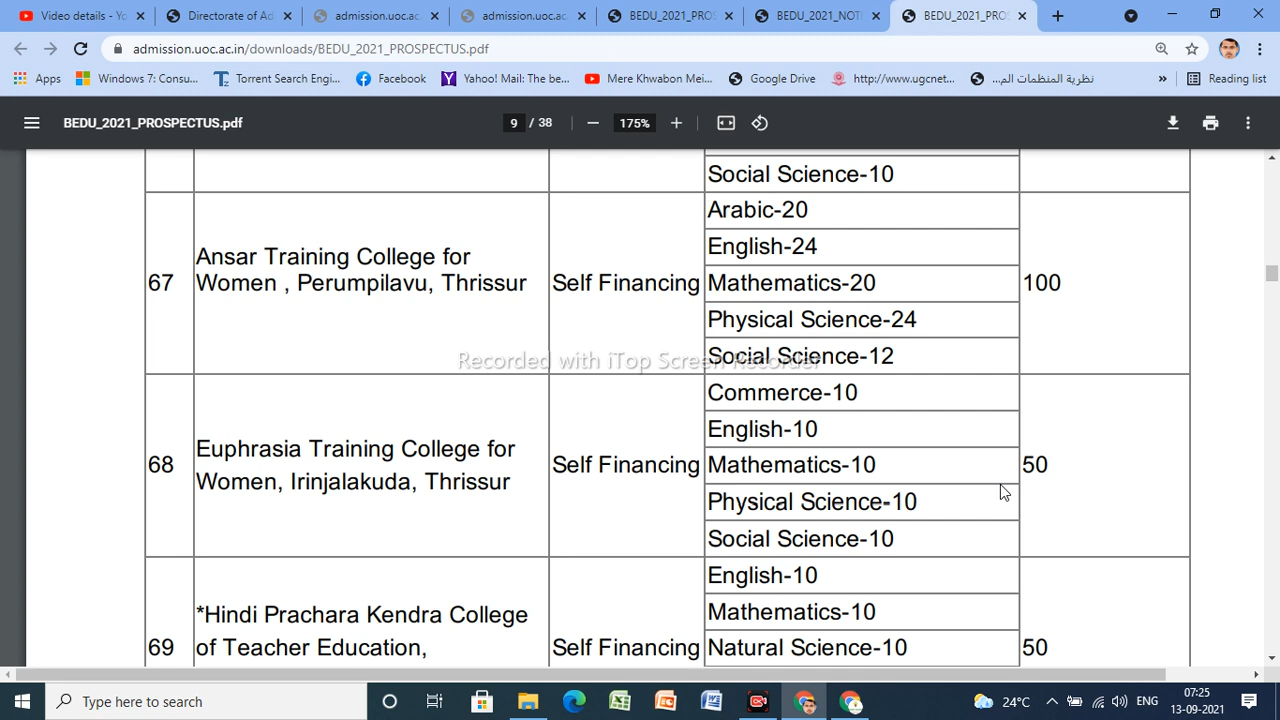 Video details - Y
Directorate of Ad
admission.uoc.ac.
admission.uoc.ac.
BEDU_2021_PROS
BEDU_2021_NOTI
BEDU_2021_PROS
admission.uoc.ac.in/downloads/BEDU_2021_PROSPECTUS.pdf
Apps
Windows 7: Consu...
Torrent Search Engi...
Facebook
Yahoo! Mail: The be...
Mere Khwabon Mei...
Google Drive
http://www.ugcnet...
نظرية المنظمات الم...
»
Reading list
BEDU_2021_PROSPECTUS.pdf
9 / 38
175%
Social Science-10
67
Ansar Training College for
Women , Perumpilavu, Thrissur
Self Financing
Arabic-20
English-24
Mathematics-20
Physical Science-24
Social Science-12
100
Recorded with iTop Screen Recorder
68
Euphrasia Training College for
Women, Irinjalakuda, Thrissur
Self Financing
Commerce-10
English-10
Mathematics-10
Physical Science-10
Social Science-10
50
69
*Hindi Prachara Kendra College
of Teacher Education,
Self Financing
English-10
Mathematics-10
Natural Science-10
50
Type here to search
24°C
ENG
07:25
13-09-2021